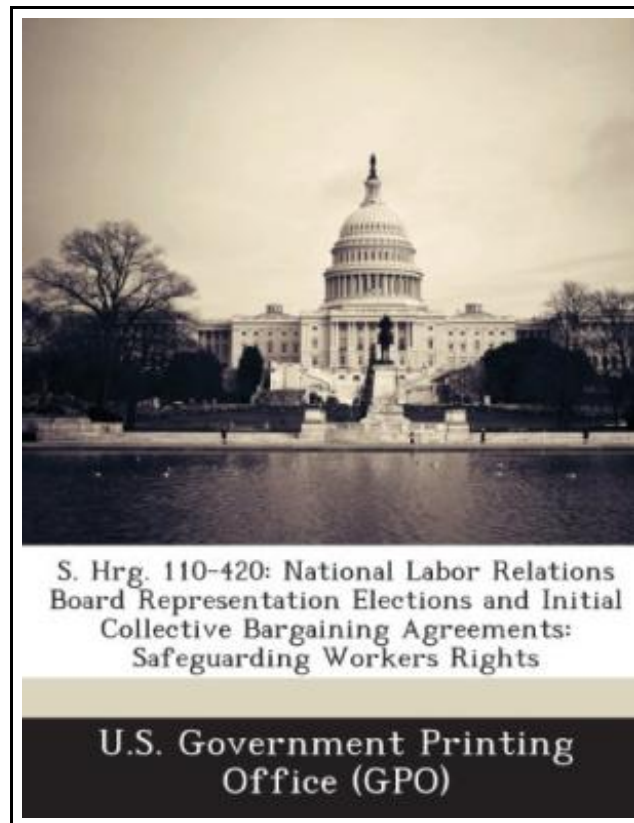 S. Hrg. 110-420: National Labor Relations
Board Representation Elections and Initial
Collective Bargaining Agreements:
Safeguarding Workers Rights
U.S. Government Printing
Office (GPO)